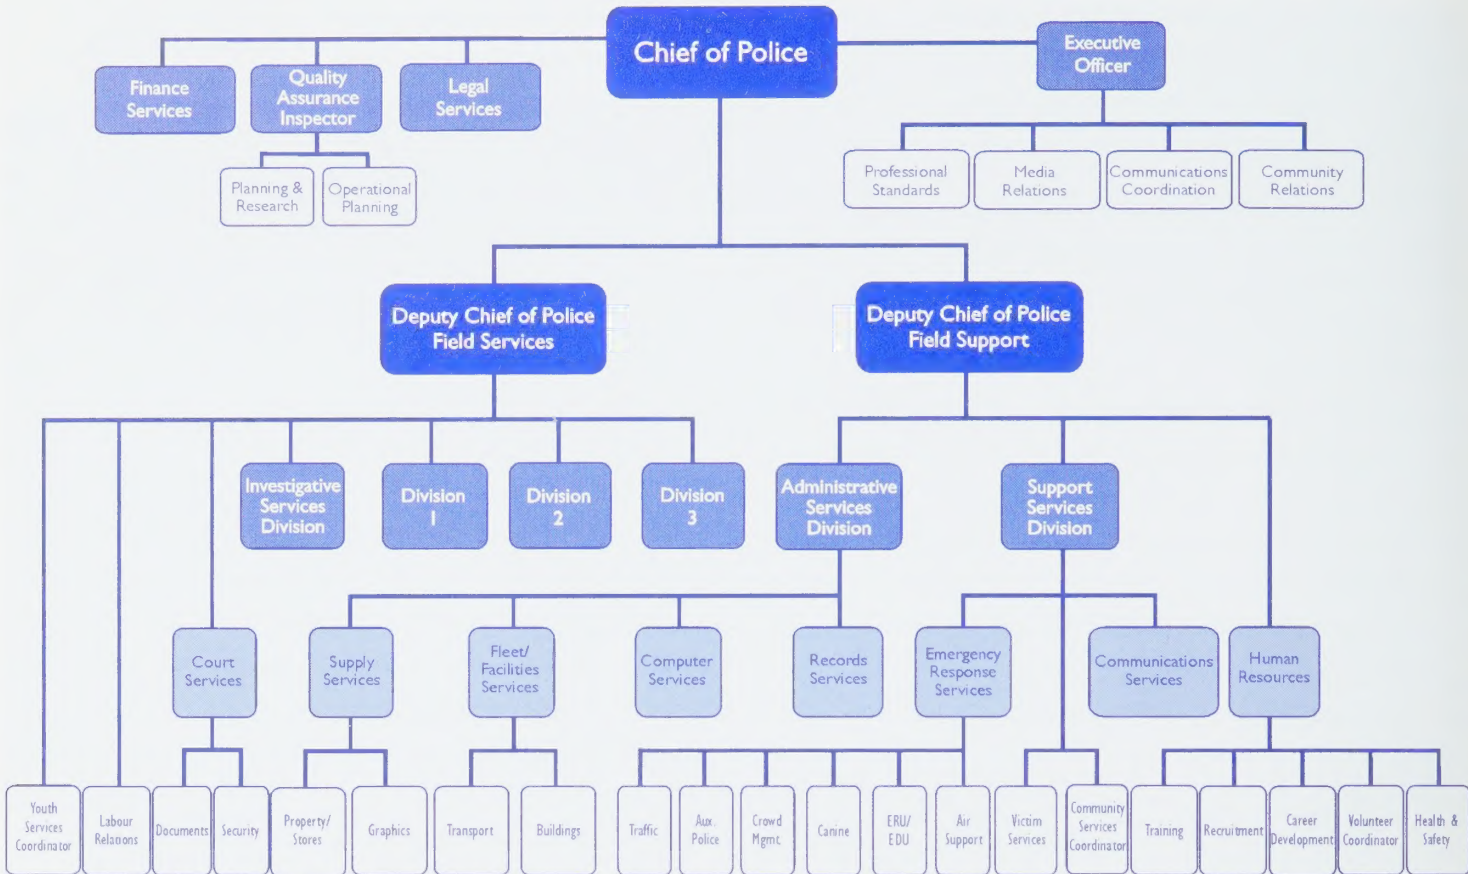 Chief of Police
Executive
Officer
Finance
Services
Quality
Assurance
Inspector
Legal
Services
Planning &
Research
Operational
Planning
Professional
Standards
Media
Relations
Communications
Coordination
Community
Relations
Deputy Chief of Police
Field Services
Deputy Chief of Police
Field Support
Investigative
Services
Division
Division
1
Division
2
Division
3
Administrative
Services
Division
Support
Services
Division
Court
Services
Supply
Services
Fleet/
Facilities
Services
Computer
Services
Records
Services
Emergency
Response
Services
Communications
Services
Human
Resources
Youth
Services
Coordinator
Labour
Relations
Documents
Security
Property/
Stores
Graphics
Transport
Buildings
Traffic
Aux.
Police
Crowd
Mgmt.
Canine
ERU/
EDU
Air
Support
Victim
Services
Community
Services
Coordinator
Training
Recruitment
Career
Development
Volunteer
Coordinator
Health &
Safety